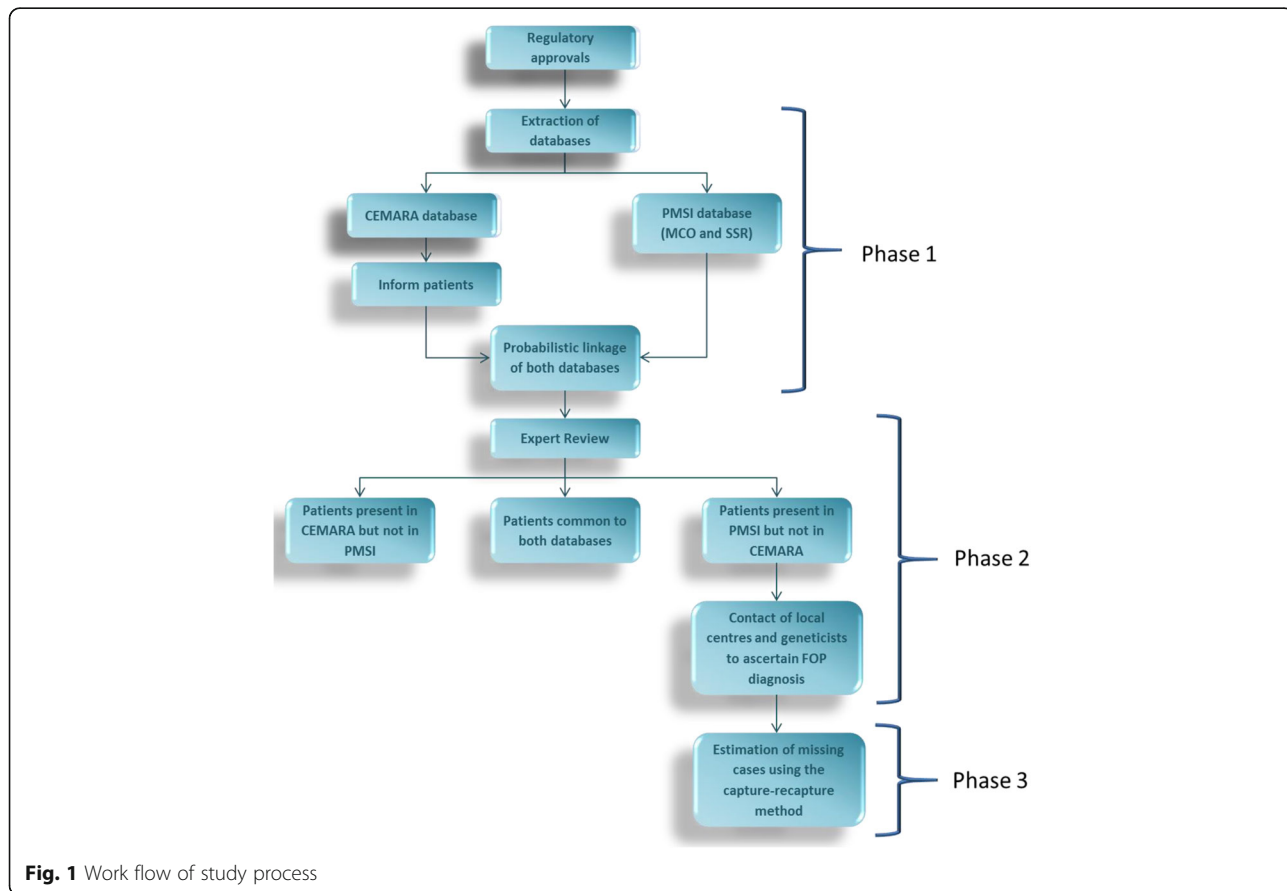 Regulatory
approvals
Extraction of
databases
CEMARA database
PMSI database
(MCO and SSR)
Inform patients
Probabilistic linkage
of both databases
Phase 1
Expert Review
Patients present in
CEMARA but not in
PMSI
Patients common to
both databases
Patients present in
PMSI but not in
CEMARA
Contact of local
centres and geneticists
to ascertain FOP
diagnosis
Phase 2
Estimation of missing
cases using the
capture-recapture
method
Phase 3
Fig. 1 Work flow of study process